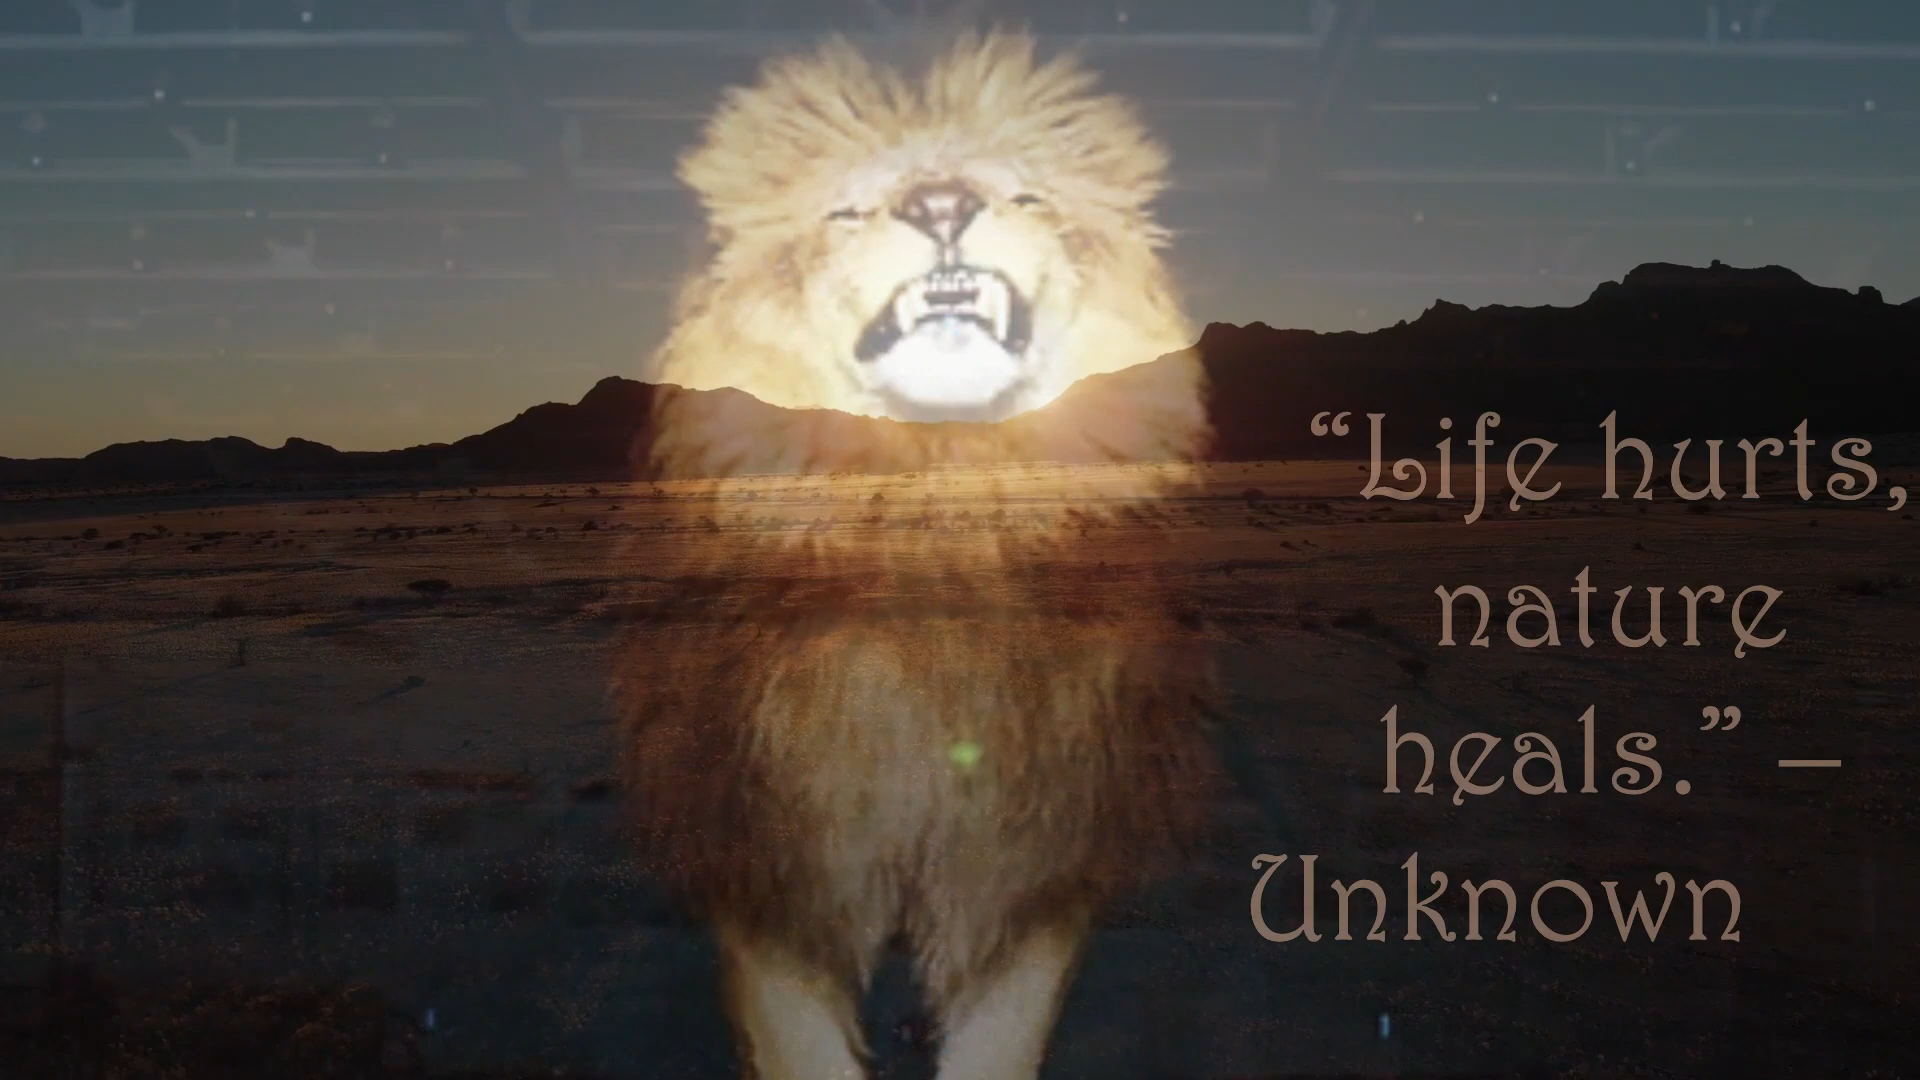 “Life hurts,
nature
heals.” –
Unknown